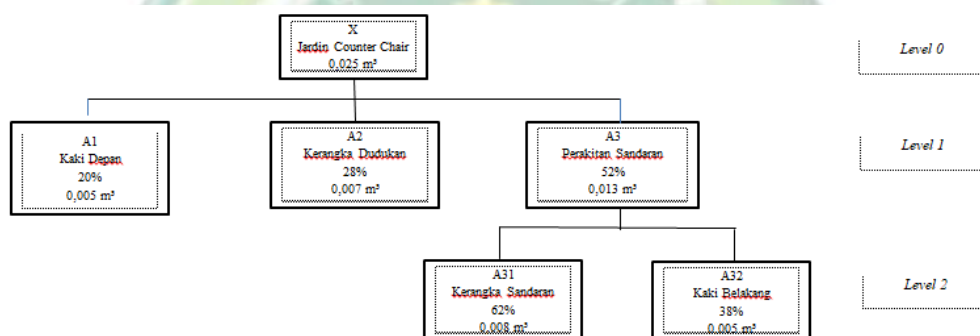 X
Jardin Counter Chair
0,025 m³
Level 0
A1
Kaki Depan
20%
0,005 m³
A2
Kerangka Dudukan
28%
0,007 m³
A3
Perakitan Sandaran
52%
0,013 m³
Level 1
A31
Kerangka Sandaran
62%
0,008 m³
A32
Kaki Belakang
38%
0,005 m³
Level 2